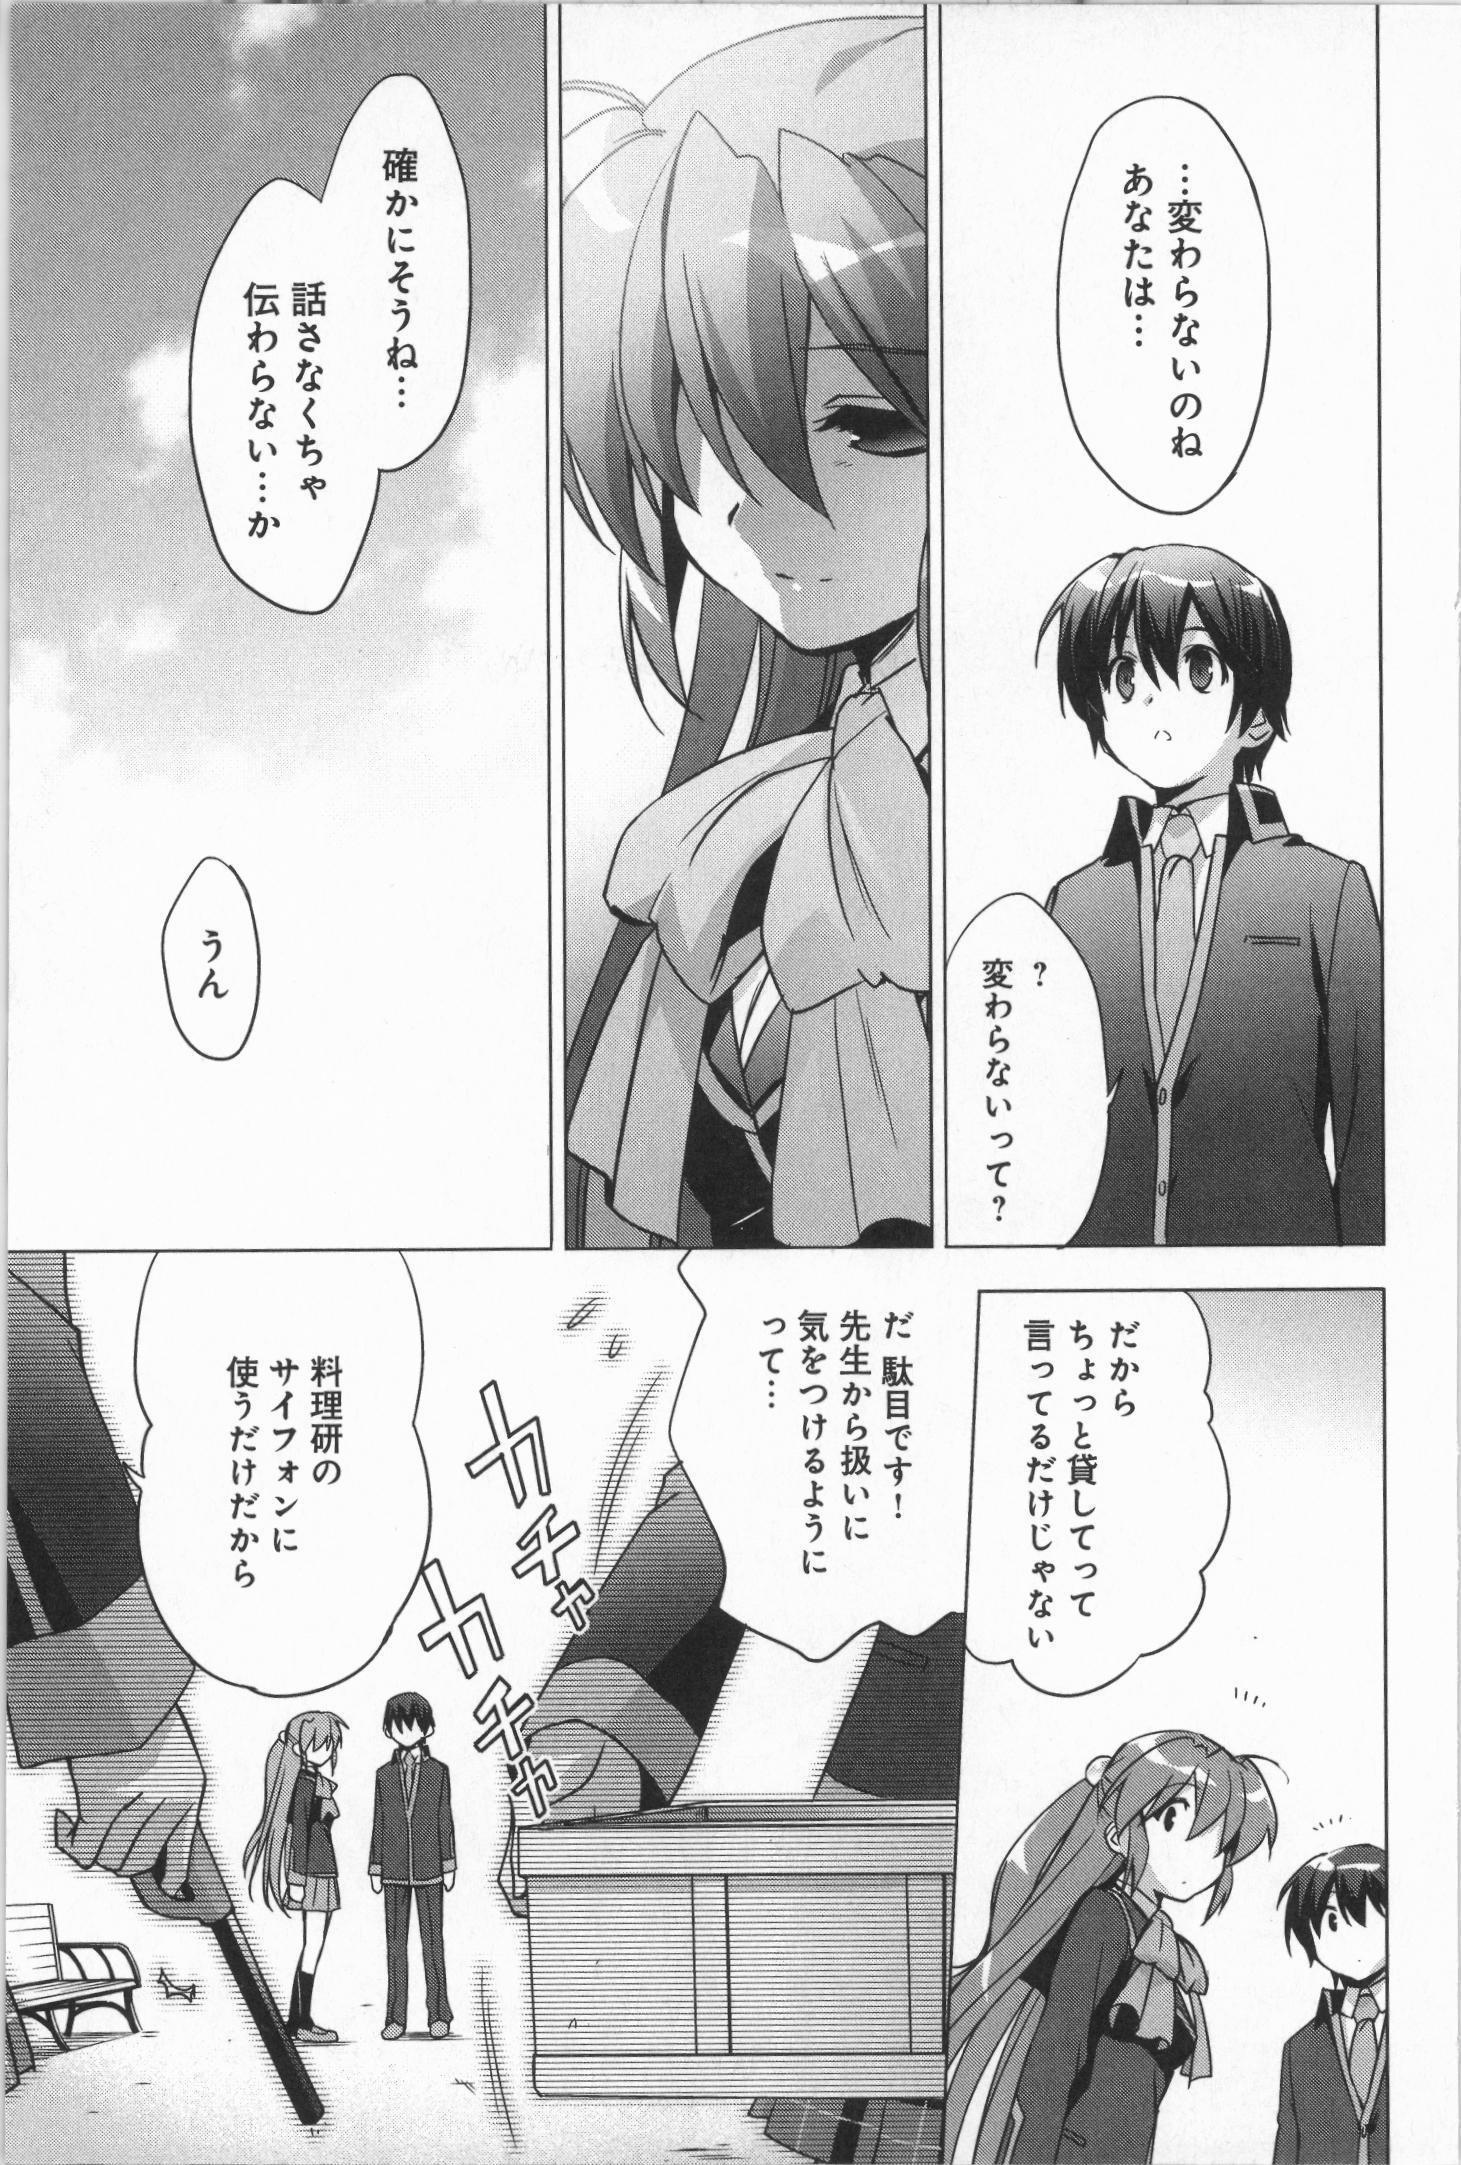 …変わらないのね
あなたは…
?
変わらないって?
確かにそうね…
話さなくちゃ
伝わらない…か
うん
だから
ちょっと貸してって
言ってるだけじゃない
だ 駄目です!
先生から扱いに
気をつけるように
って…
ガチャ
ガチャ
料理研の
サイフォンに
使うだけだから